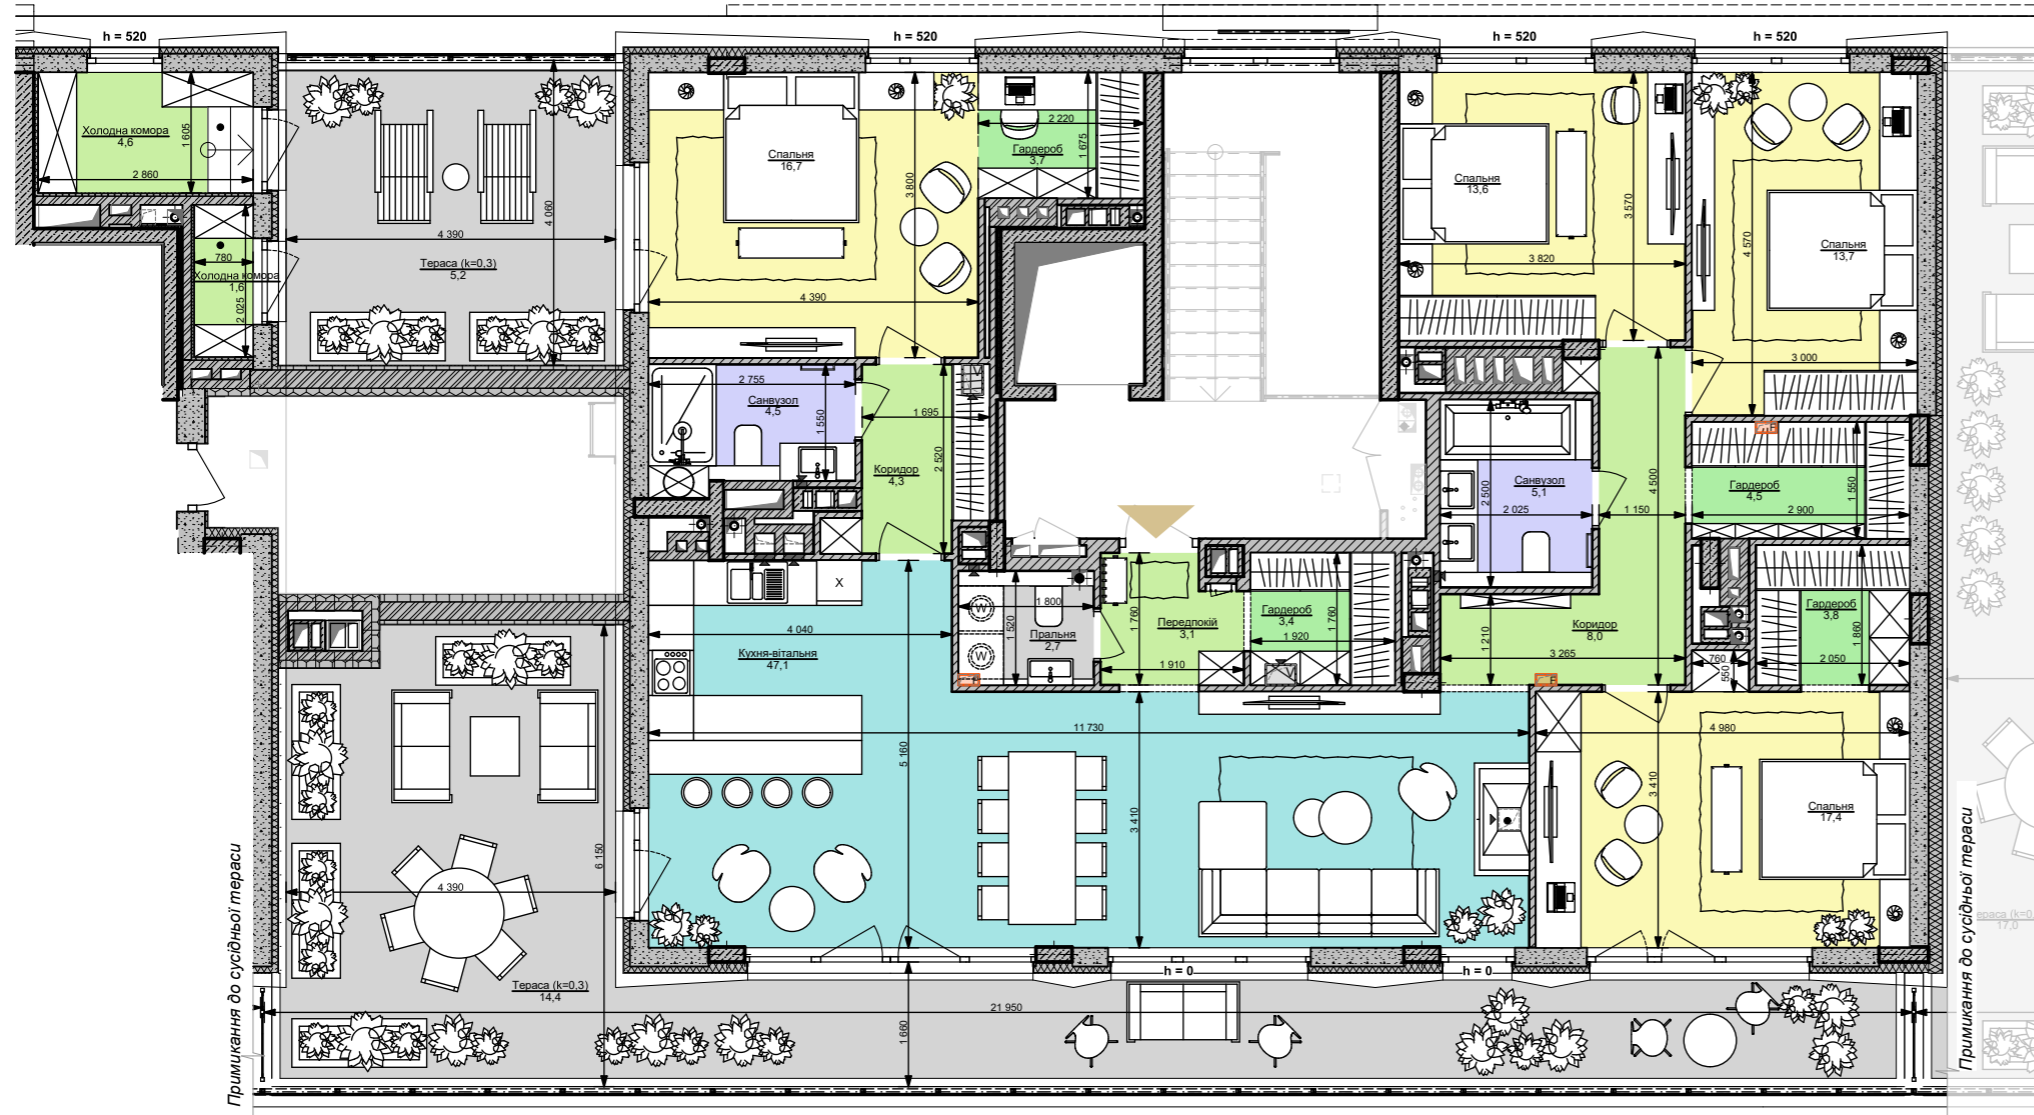 h = 520
h = 520
h = 520
h = 520
Холодна комора
4,6
1 605
2 860
780
Холодна комора
1,6
2 025
4 390
4 060
Тераса (k=0,3)
5,2
Спальня
16,7
3 800
4 390
2 220
Гардероб
3,7
1 675
Спальня
13,6
3 570
3 820
Спальня
13,7
4 570
3 000
2 755
Санвузол
4,5
1 550
1 695
Коридор
4,3
2 520
V
Санвузол
5,1
2 500
2 025
1 150
4 500
F
Гардероб
4,5
1 550
2 900
X
W
W
1 800
1 520
Пральня
2,7
F
1 760
Передпокій
3,1
1 910
Гардероб
3,4
1 920
1 760
V
1 210
Коридор
8,0
3 265
F
760
550
Гардероб
3,8
1 860
2 050
4 040
Кухня-вітальня
47,1
11 730
5 160
3 410
4 980
3 410
Спальня
17,4
6 150
4 390
Тераса (k=0,3)
14,4
h = 0
h = 0
21 950
1 660
Примикання до сусідньої тераси
Примикання до сусідньої тераси
17,0